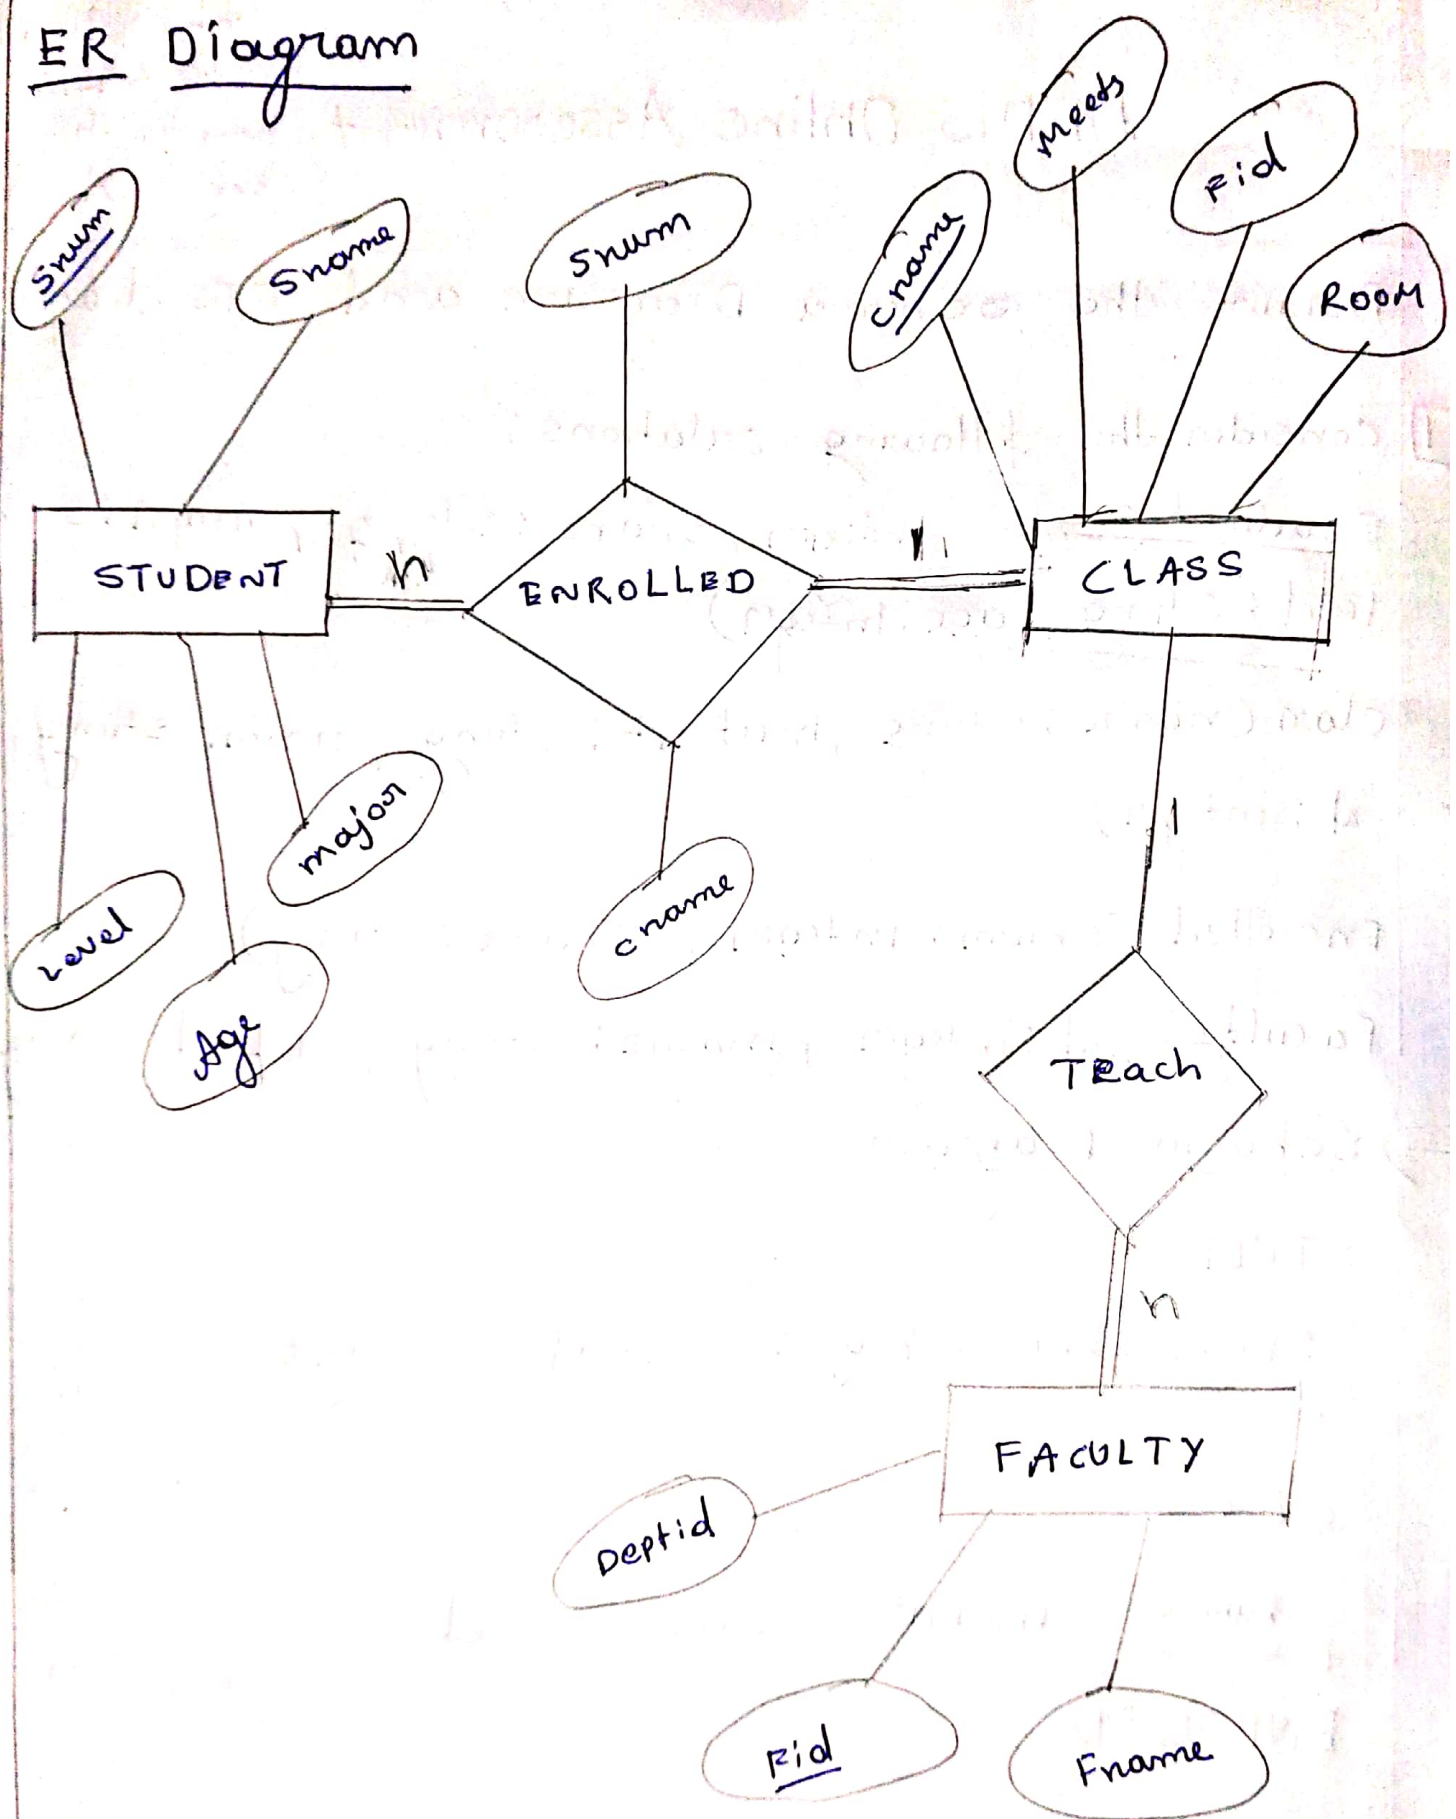 ER Diagram
Snum
Sname
Snum
Cname
Meets
Fid
ROOM
STUDENT
n
ENROLLED
1
CLASS
Level
Age
major
cname
1
Teach
n
FACULTY
Deptid
Fid
Fname